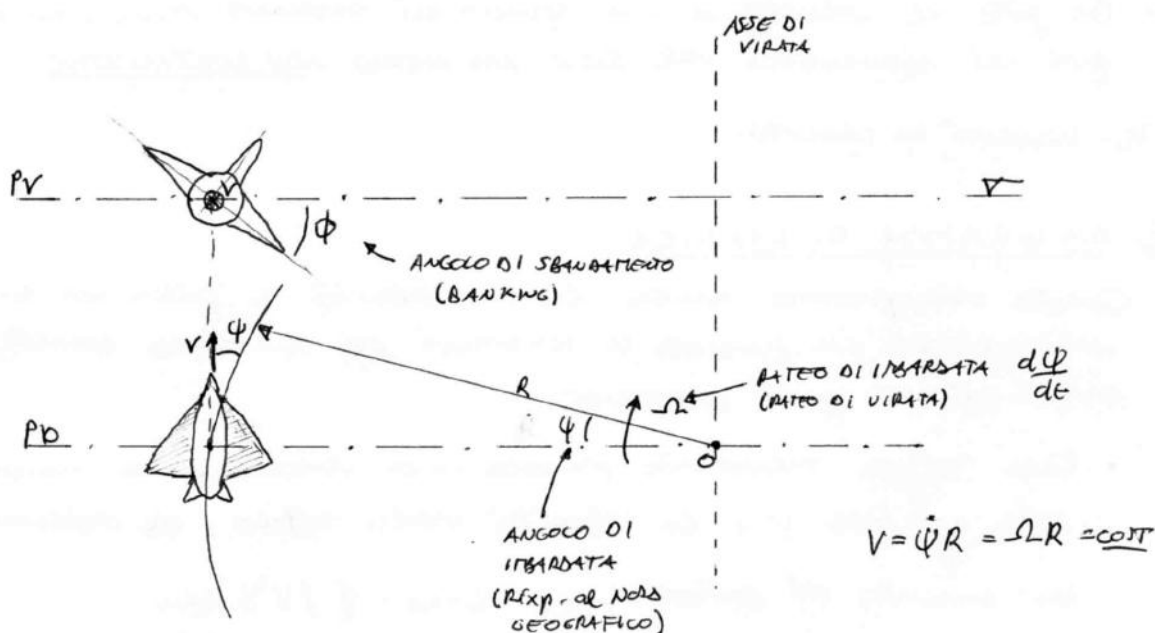 ASSE DI
VIRATA
PV
V
ϕ
ANGOLO DI SBANDAMENTO
(BANKING)
V
ψ
R
RATEO DI IMBARDATA dψ/dt
(RATEO DI VIRATA)
Ω
ψ
PO
O
ANGOLO DI
IMBARDATA
(RISP. al NORD
GEOGRAFICO)
V = ψ̇ R = ΩR = COST